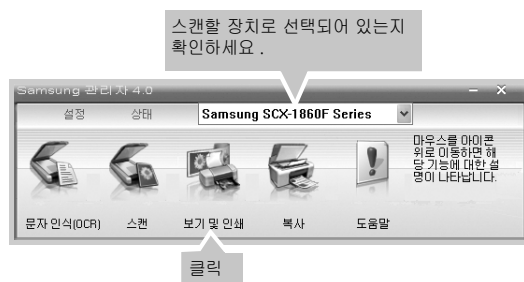 스캔할 장치로 선택되어 있는지
확인하세요 .
Samsung 관리자 4.0
설정 상태 Samsung SCX-1860F Series
마우스를 아이콘
위로 이동하면 해
당 기능에 대한 설
명이 나타납니다.
문자 인식(OCR) 스캔 보기 및 인쇄 복사 도움말
클릭